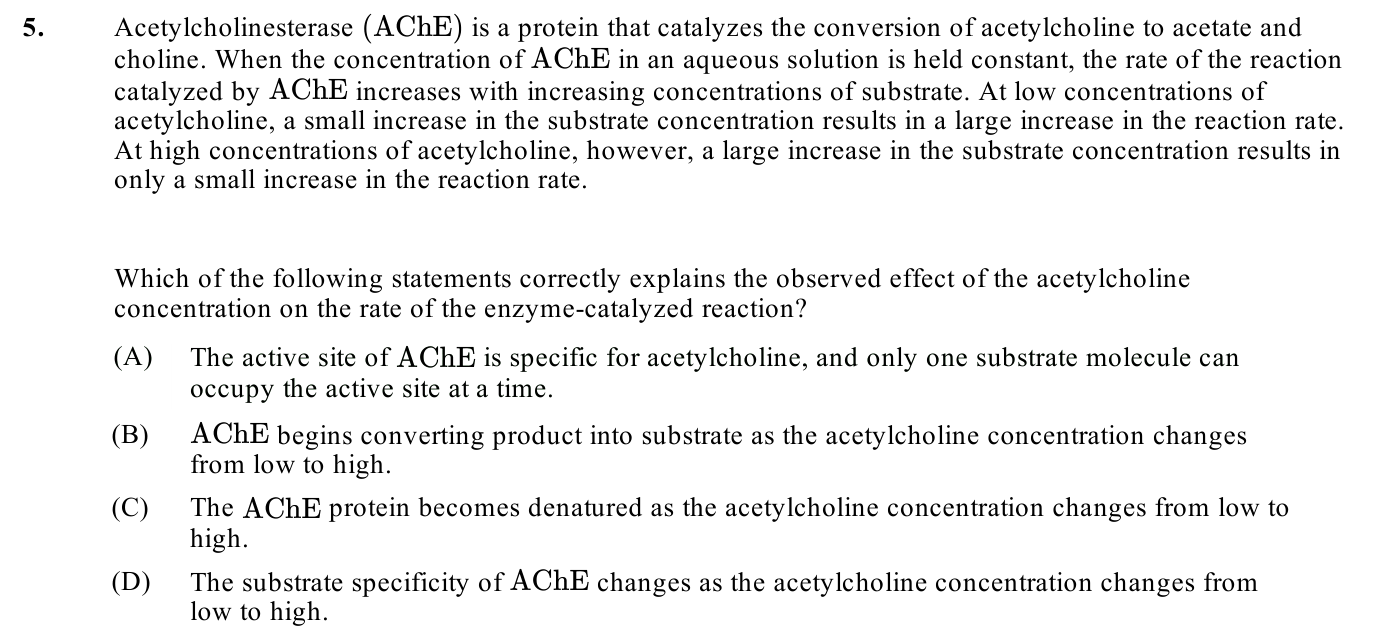 5. Acetylcholinesterase (AChE) is a protein that catalyzes the conversion of acetylcholine to acetate and
choline. When the concentration of AChE in an aqueous solution is held constant, the rate of the reaction
catalyzed by AChE increases with increasing concentrations of substrate. At low concentrations of
acetylcholine, a small increase in the substrate concentration results in a large increase in the reaction rate.
At high concentrations of acetylcholine, however, a large increase in the substrate concentration results in
only a small increase in the reaction rate.
Which of the following statements correctly explains the observed effect of the acetylcholine
concentration on the rate of the enzyme-catalyzed reaction?
(A) The active site of AChE is specific for acetylcholine, and only one substrate molecule can
occupy the active site at a time.
(B) AChE begins converting product into substrate as the acetylcholine concentration changes
from low to high.
(C) The AChE protein becomes denatured as the acetylcholine concentration changes from low to
high.
(D) The substrate specificity of AChE changes as the acetylcholine concentration changes from
low to high.